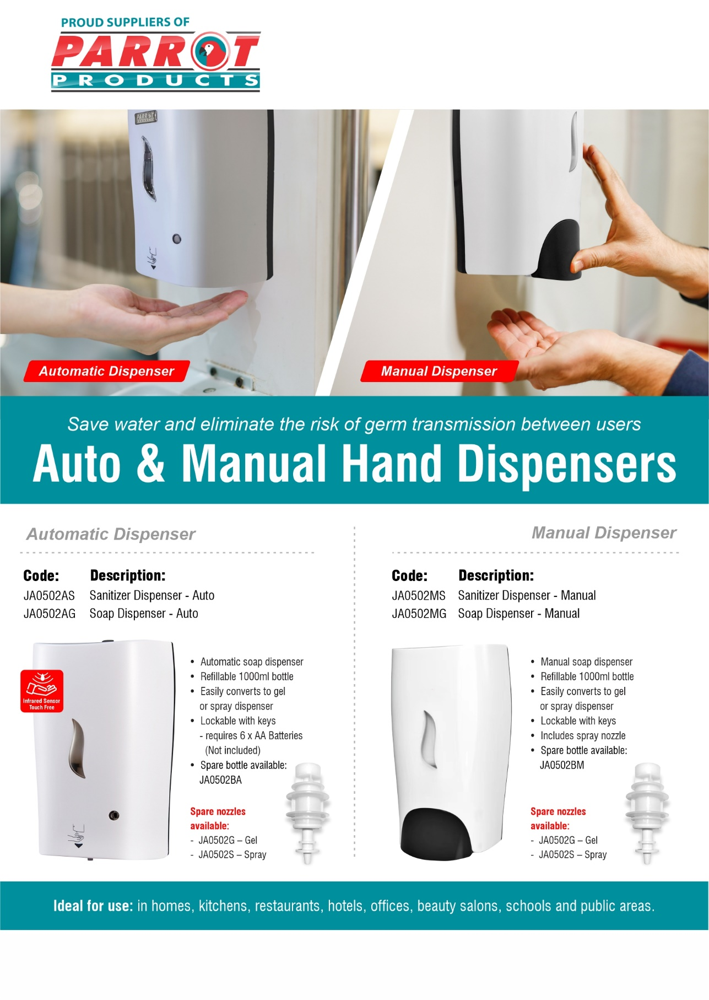 PROUD SUPPLIERS OF
PARROT
PRODUCTS
PARROT
PRODUCTS
Automatic Dispenser
Manual Dispenser
Save water and eliminate the risk of germ transmission between users
Auto & Manual Hand Dispensers
Automatic Dispenser
Code: Description:
JA0502AS Sanitizer Dispenser - Auto
JA0502AG Soap Dispenser - Auto
Infrared Sensor
Touch Free
• Automatic soap dispenser
• Refillable 1000ml bottle
• Easily converts to gel
or spray dispenser
• Lockable with keys
- requires 6 x AA Batteries
(Not included)
• Spare bottle available:
JA0502BA
Spare nozzles
available:
- JA0502G – Gel
- JA0502S – Spray
Manual Dispenser
Code: Description:
JA0502MS Sanitizer Dispenser - Manual
JA0502MG Soap Dispenser - Manual
• Manual soap dispenser
• Refillable 1000ml bottle
• Easily converts to gel
or spray dispenser
• Lockable with keys
• Includes spray nozzle
• Spare bottle available:
JA0502BM
Spare nozzles
available:
- JA0502G – Gel
- JA0502S – Spray
Ideal for use: in homes, kitchens, restaurants, hotels, offices, beauty salons, schools and public areas.